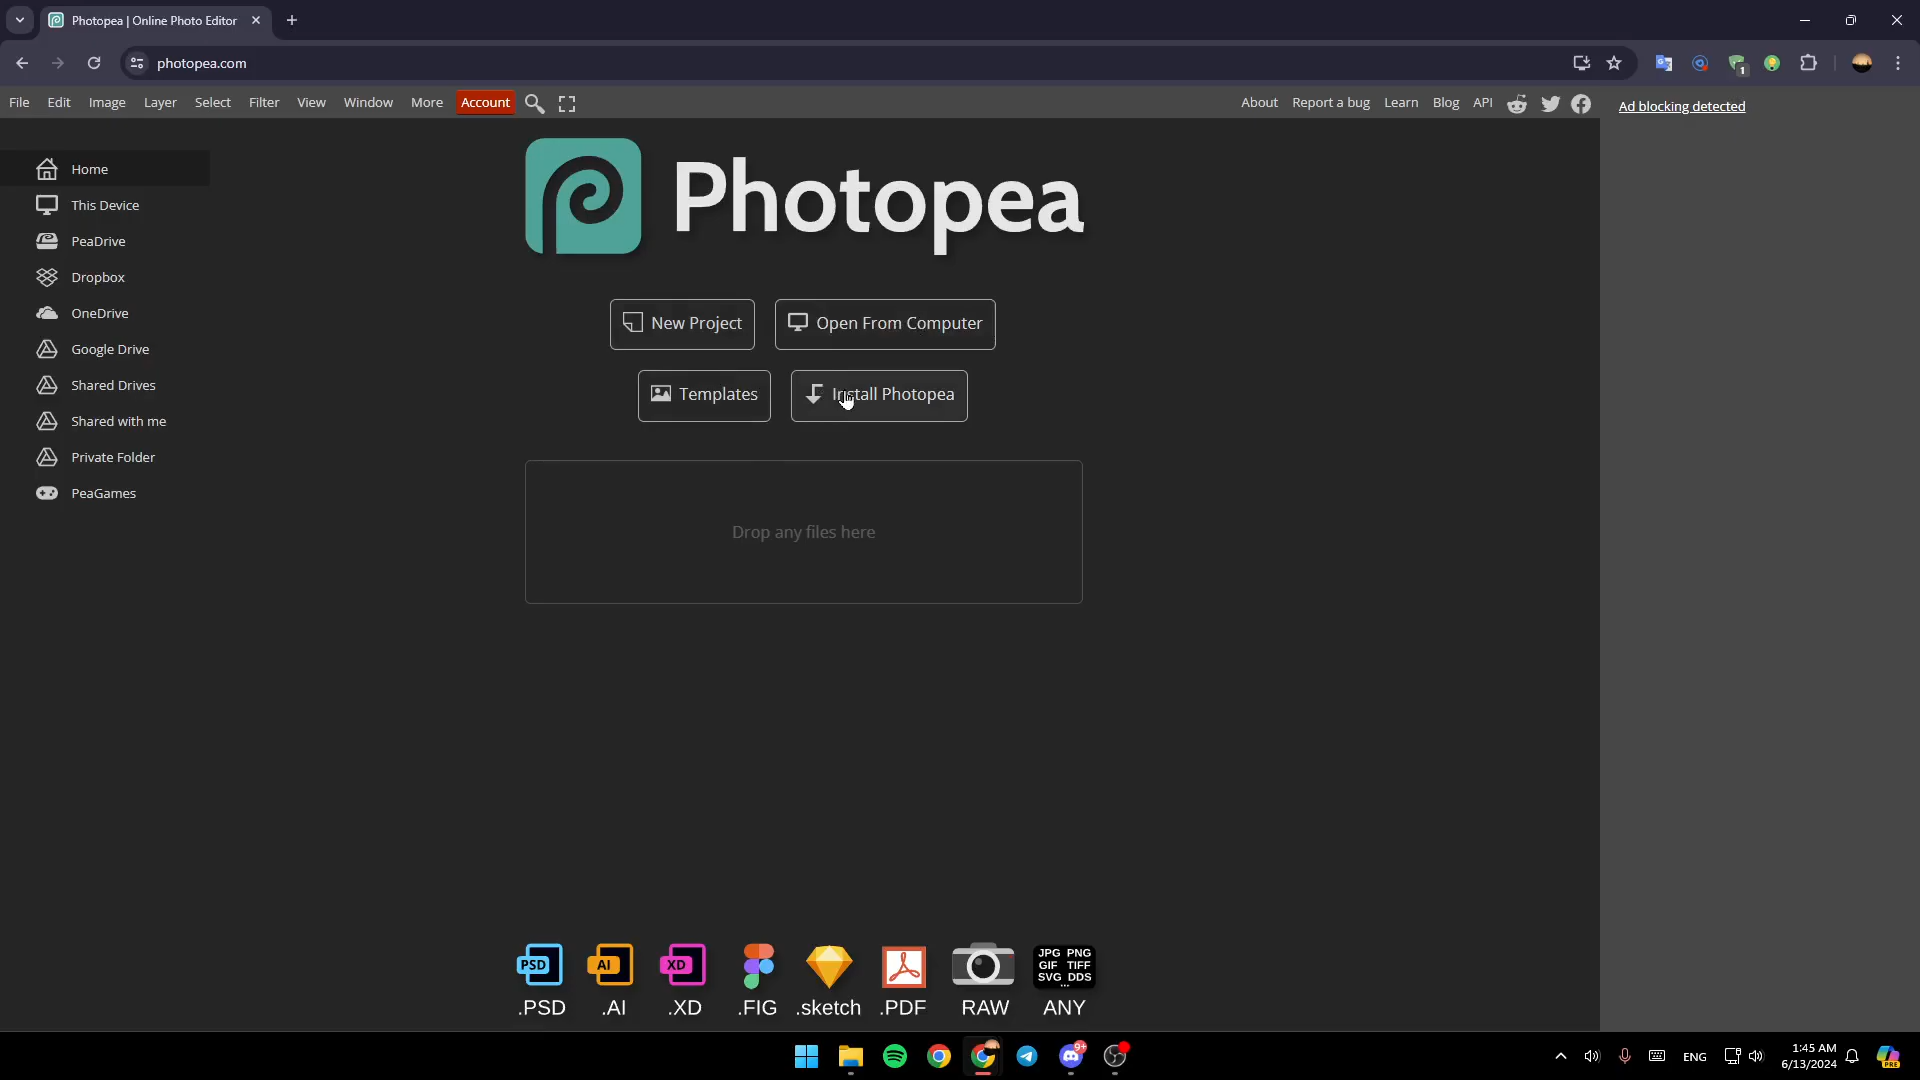 Photopea | Online Photo Editor
photopea.com
1
File Edit Image Layer Select Filter View Window More Account
About Report a bug Learn Blog API
Ad blocking detected
Home
This Device
PeaDrive
Dropbox
OneDrive
Google Drive
Shared Drives
Shared with me
Private Folder
PeaGames
Photopea
New Project
Open From Computer
Templates
Install Photopea
Drop any files here
PSD AI XD
JPG PNG
GIF TIFF
SVG DDS
...
.PSD .AI .XD .FIG .sketch .PDF RAW ANY
9+
ENG
1:45 AM
6/13/2024
PRE